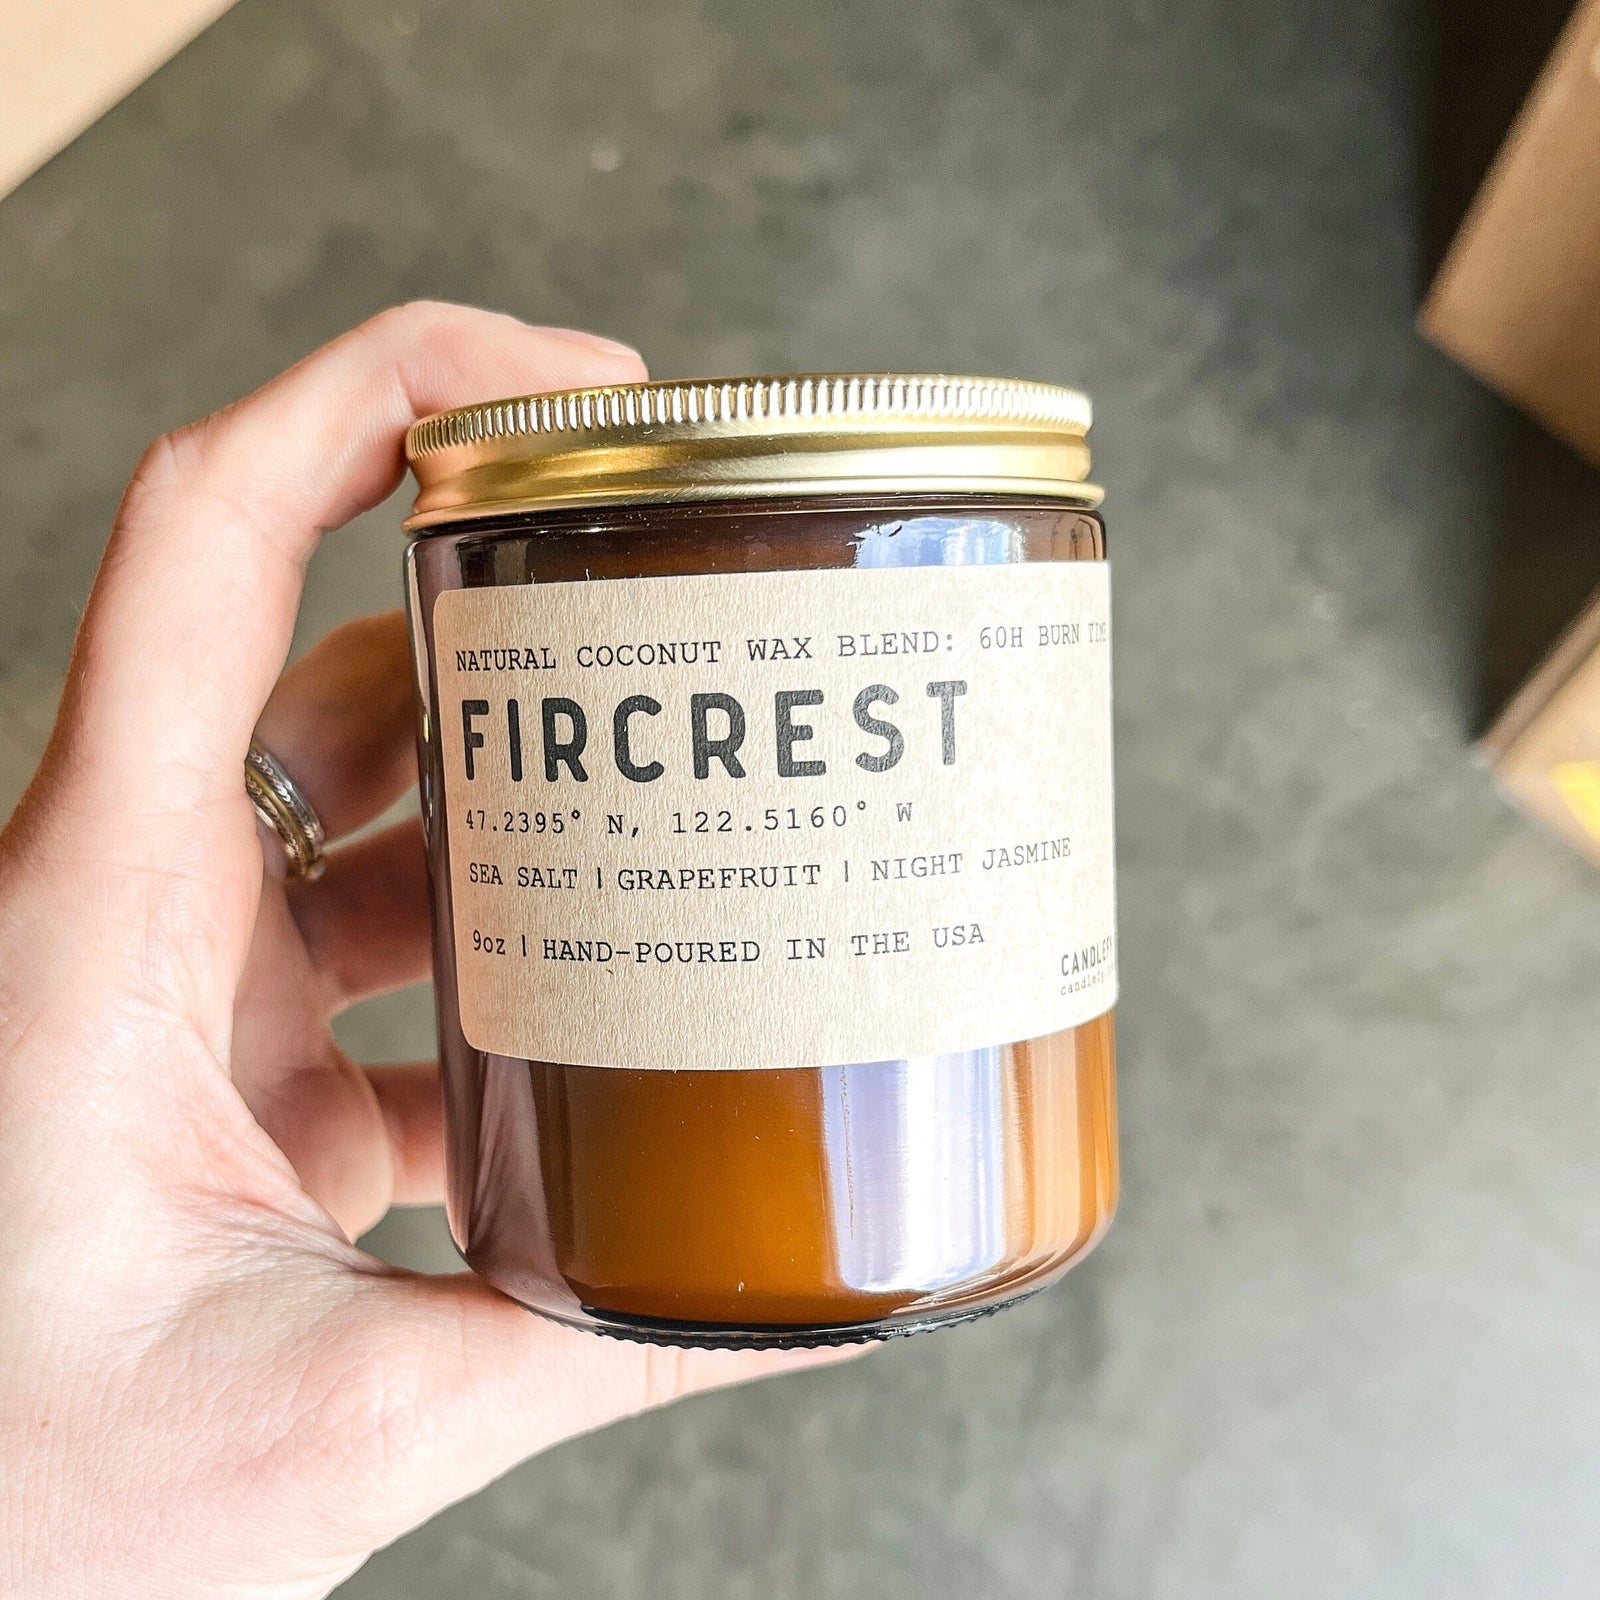 NATURAL COCONUT WAX BLEND: 60H BURN TIME
FIRCREST
47.2395° N, 122.5160° W
SEA SALT | GRAPEFRUIT | NIGHT JASMINE
9oz | HAND-POURED IN THE USA